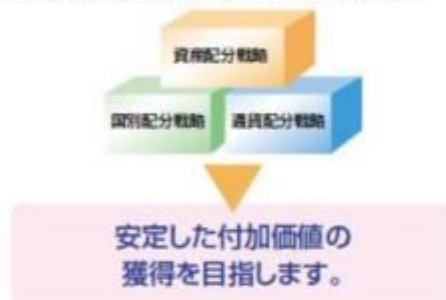 資産配分戦略
国別配分戦略
通貨配分戦略
安定した付加価値の
獲得を目指します。